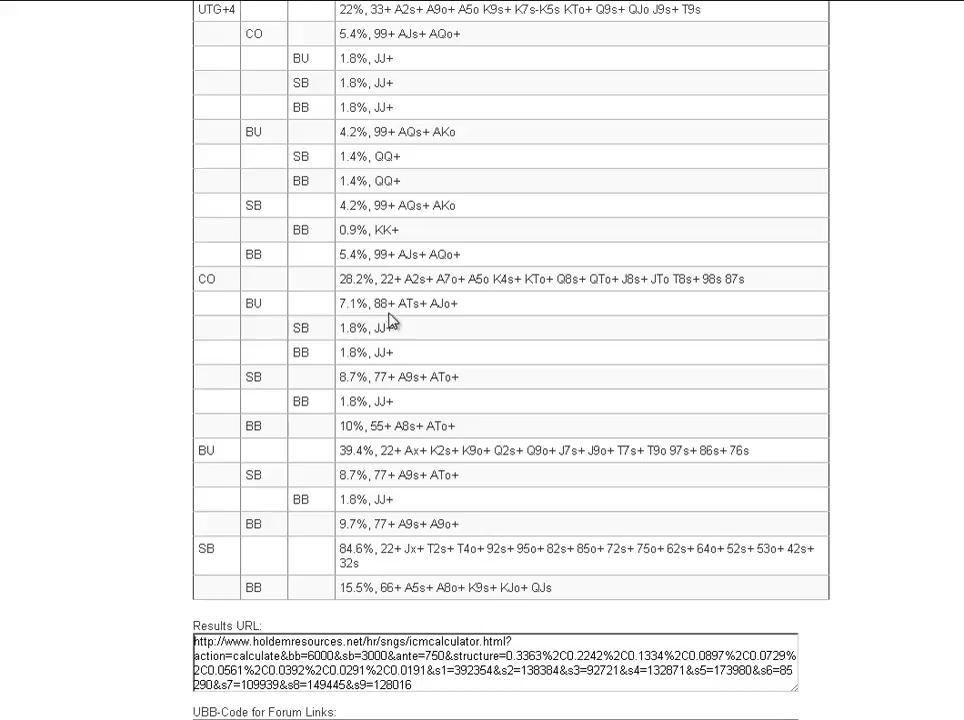 UTG+4 22%, 33+ A2s+ A9o+ A5o K9s+ K7s-K5s KTo+ Q9s+ QJo J9s+ T9s
CO 5.4%, 99+ AJs+ AQo+
BU 1.8%, JJ+
SB 1.8%, JJ+
BB 1.8%, JJ+
BU 4.2%, 99+ AQs+ AKo
SB 1.4%, QQ+
BB 1.4%, QQ+
SB 4.2%, 99+ AQs+ AKo
BB 0.9%, KK+
BB 5.4%, 99+ AJs+ AQo+
CO 28.2%, 22+ A2s+ A7o+ A5o K4s+ KTo+ Q8s+ QTo+ J8s+ JTo T8s+ 98s 87s
BU 7.1%, 88+ ATs+ AJo+
SB 1.8%, JJ+
BB 1.8%, JJ+
SB 8.7%, 77+ A9s+ ATo+
BB 1.8%, JJ+
BB 10%, 55+ A8s+ ATo+
BU 39.4%, 22+ Ax+ K2s+ K9o+ Q2s+ Q9o+ J7s+ J9o+ T7s+ T9o 97s+ 86s+ 76s
SB 8.7%, 77+ A9s+ ATo+
BB 1.8%, JJ+
BB 9.7%, 77+ A9s+ A9o+
SB 84.6%, 22+ Jx+ T2s+ T4o+ 92s+ 95o+ 82s+ 85o+ 72s+ 75o+ 62s+ 64o+ 52s+ 53o+ 42s+
32s
BB 15.5%, 66+ A5s+ A8o+ K9s+ KJo+ QJs
Results URL:
http://www.holdemresources.net/hr/sngs/icmcalculator.html?
action=calculate&bb=6000&sb=3000&ante=750&structure=0.3363%2C0.2242%2C0.1334%2C0.0897%2C0.0729%
2C0.0561%2C0.0392%2C0.0291%2C0.0191&s1=392354&s2=138384&s3=92721&s4=132871&s5=173980&s6=85
290&s7=109939&s8=149445&s9=128016
UBB-Code for Forum Links: